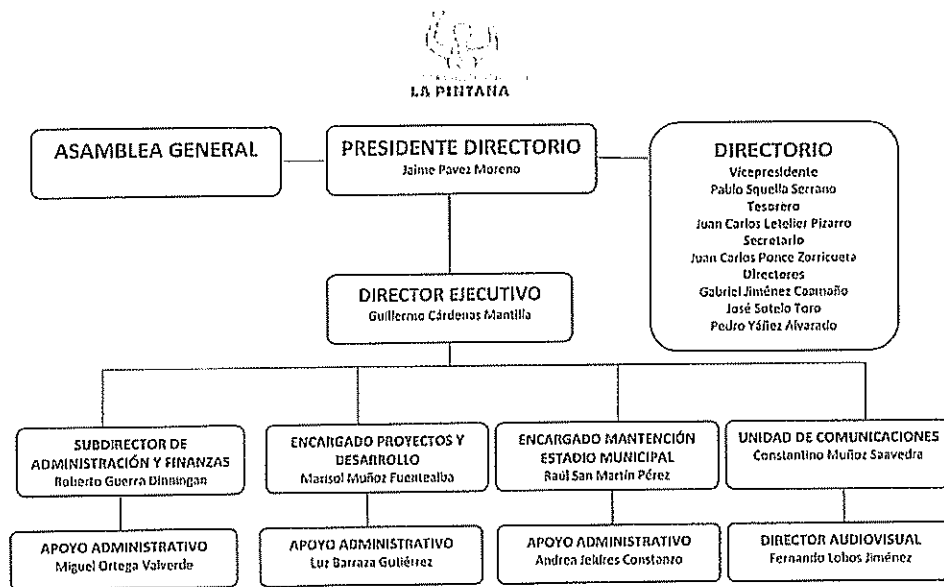 LA PINTANA
ASAMBLEA GENERAL
PRESIDENTE DIRECTORIO
Jaime Pavez Moreno
DIRECTORIO
Vicepresidente
Pablo Squella Serrano
Tesorero
Juan Carlos Letelier Pizarro
Secretario
Juan Carlos Ponce Zorricueta
Directores
Gabriel Jiménez Caamaño
José Sotelo Toro
Pedro Yáñez Alvarado
DIRECTOR EJECUTIVO
Guillermo Cárdenas Mantilla
SUBDIRECTOR DE
ADMINISTRACIÓN Y FINANZAS
Roberto Guerra
ENCARGADO PROYECTOS Y
DESARROLLO
Marisol Muñoz Fuentealba
ENCARGADO MANTENCIÓN
ESTADIO MUNICIPAL
Raúl San Martín Pérez
UNIDAD DE COMUNICACIONES
Constantino Muñoz Saavedra
APOYO ADMINISTRATIVO
Miguel Ortega Valverde
APOYO ADMINISTRATIVO
Luz Barraza Gutiérrez
APOYO ADMINISTRATIVO
Andrea Jeldres Constanzo
DIRECTOR AUDIOVISUAL
Fernando Lobos Jiménez